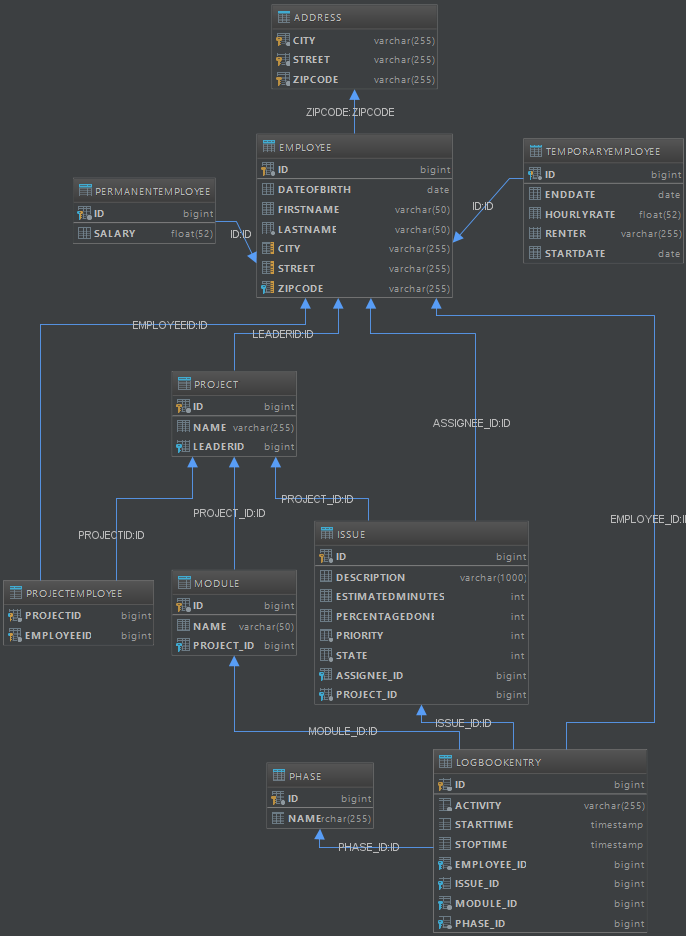 ADDRESS
CITY varchar(255)
STREET varchar(255)
ZIPCODE varchar(255)
ZIPCODE:ZIPCODE
EMPLOYEE
ID bigint
DATEOFBIRTH date
FIRSTNAME varchar(50)
LASTNAME varchar(50)
CITY varchar(255)
STREET varchar(255)
ZIPCODE varchar(255)
TEMPORARYEMPLOYEE
ID bigint
ENDDATE date
HOURLYRATE float(52)
RENTER varchar(255)
STARTDATE date
PERMANENTEMPLOYEE
ID bigint
SALARY float(52)
ID:ID
ID:ID
EMPLOYEEID:ID
LEADERID:ID
PROJECT
ID bigint
NAME varchar(255)
LEADERID bigint
ASSIGNEE_ID:ID
PROJECT_ID:ID
PROJECT_ID:ID
EMPLOYEE_ID:ID
PROJECTID:ID
ISSUE
ID bigint
DESCRIPTION varchar(1000)
ESTIMATEDMINUTES int
PERCENTAGEDONE int
PRIORITY int
STATE int
ASSIGNEE_ID bigint
PROJECT_ID bigint
PROJECTEMPLOYEE
PROJECTID bigint
EMPLOYEEID bigint
MODULE
ID bigint
NAME varchar(50)
PROJECT_ID bigint
ISSUE_ID:ID
MODULE_ID:ID
PHASE
ID bigint
NAMErchar(255)
PHASE_ID:ID
LOGBOOKENTRY
ID bigint
ACTIVITY varchar(255)
STARTTIME timestamp
STOPTIME timestamp
EMPLOYEE_ID bigint
ISSUE_ID bigint
MODULE_ID bigint
PHASE_ID bigint